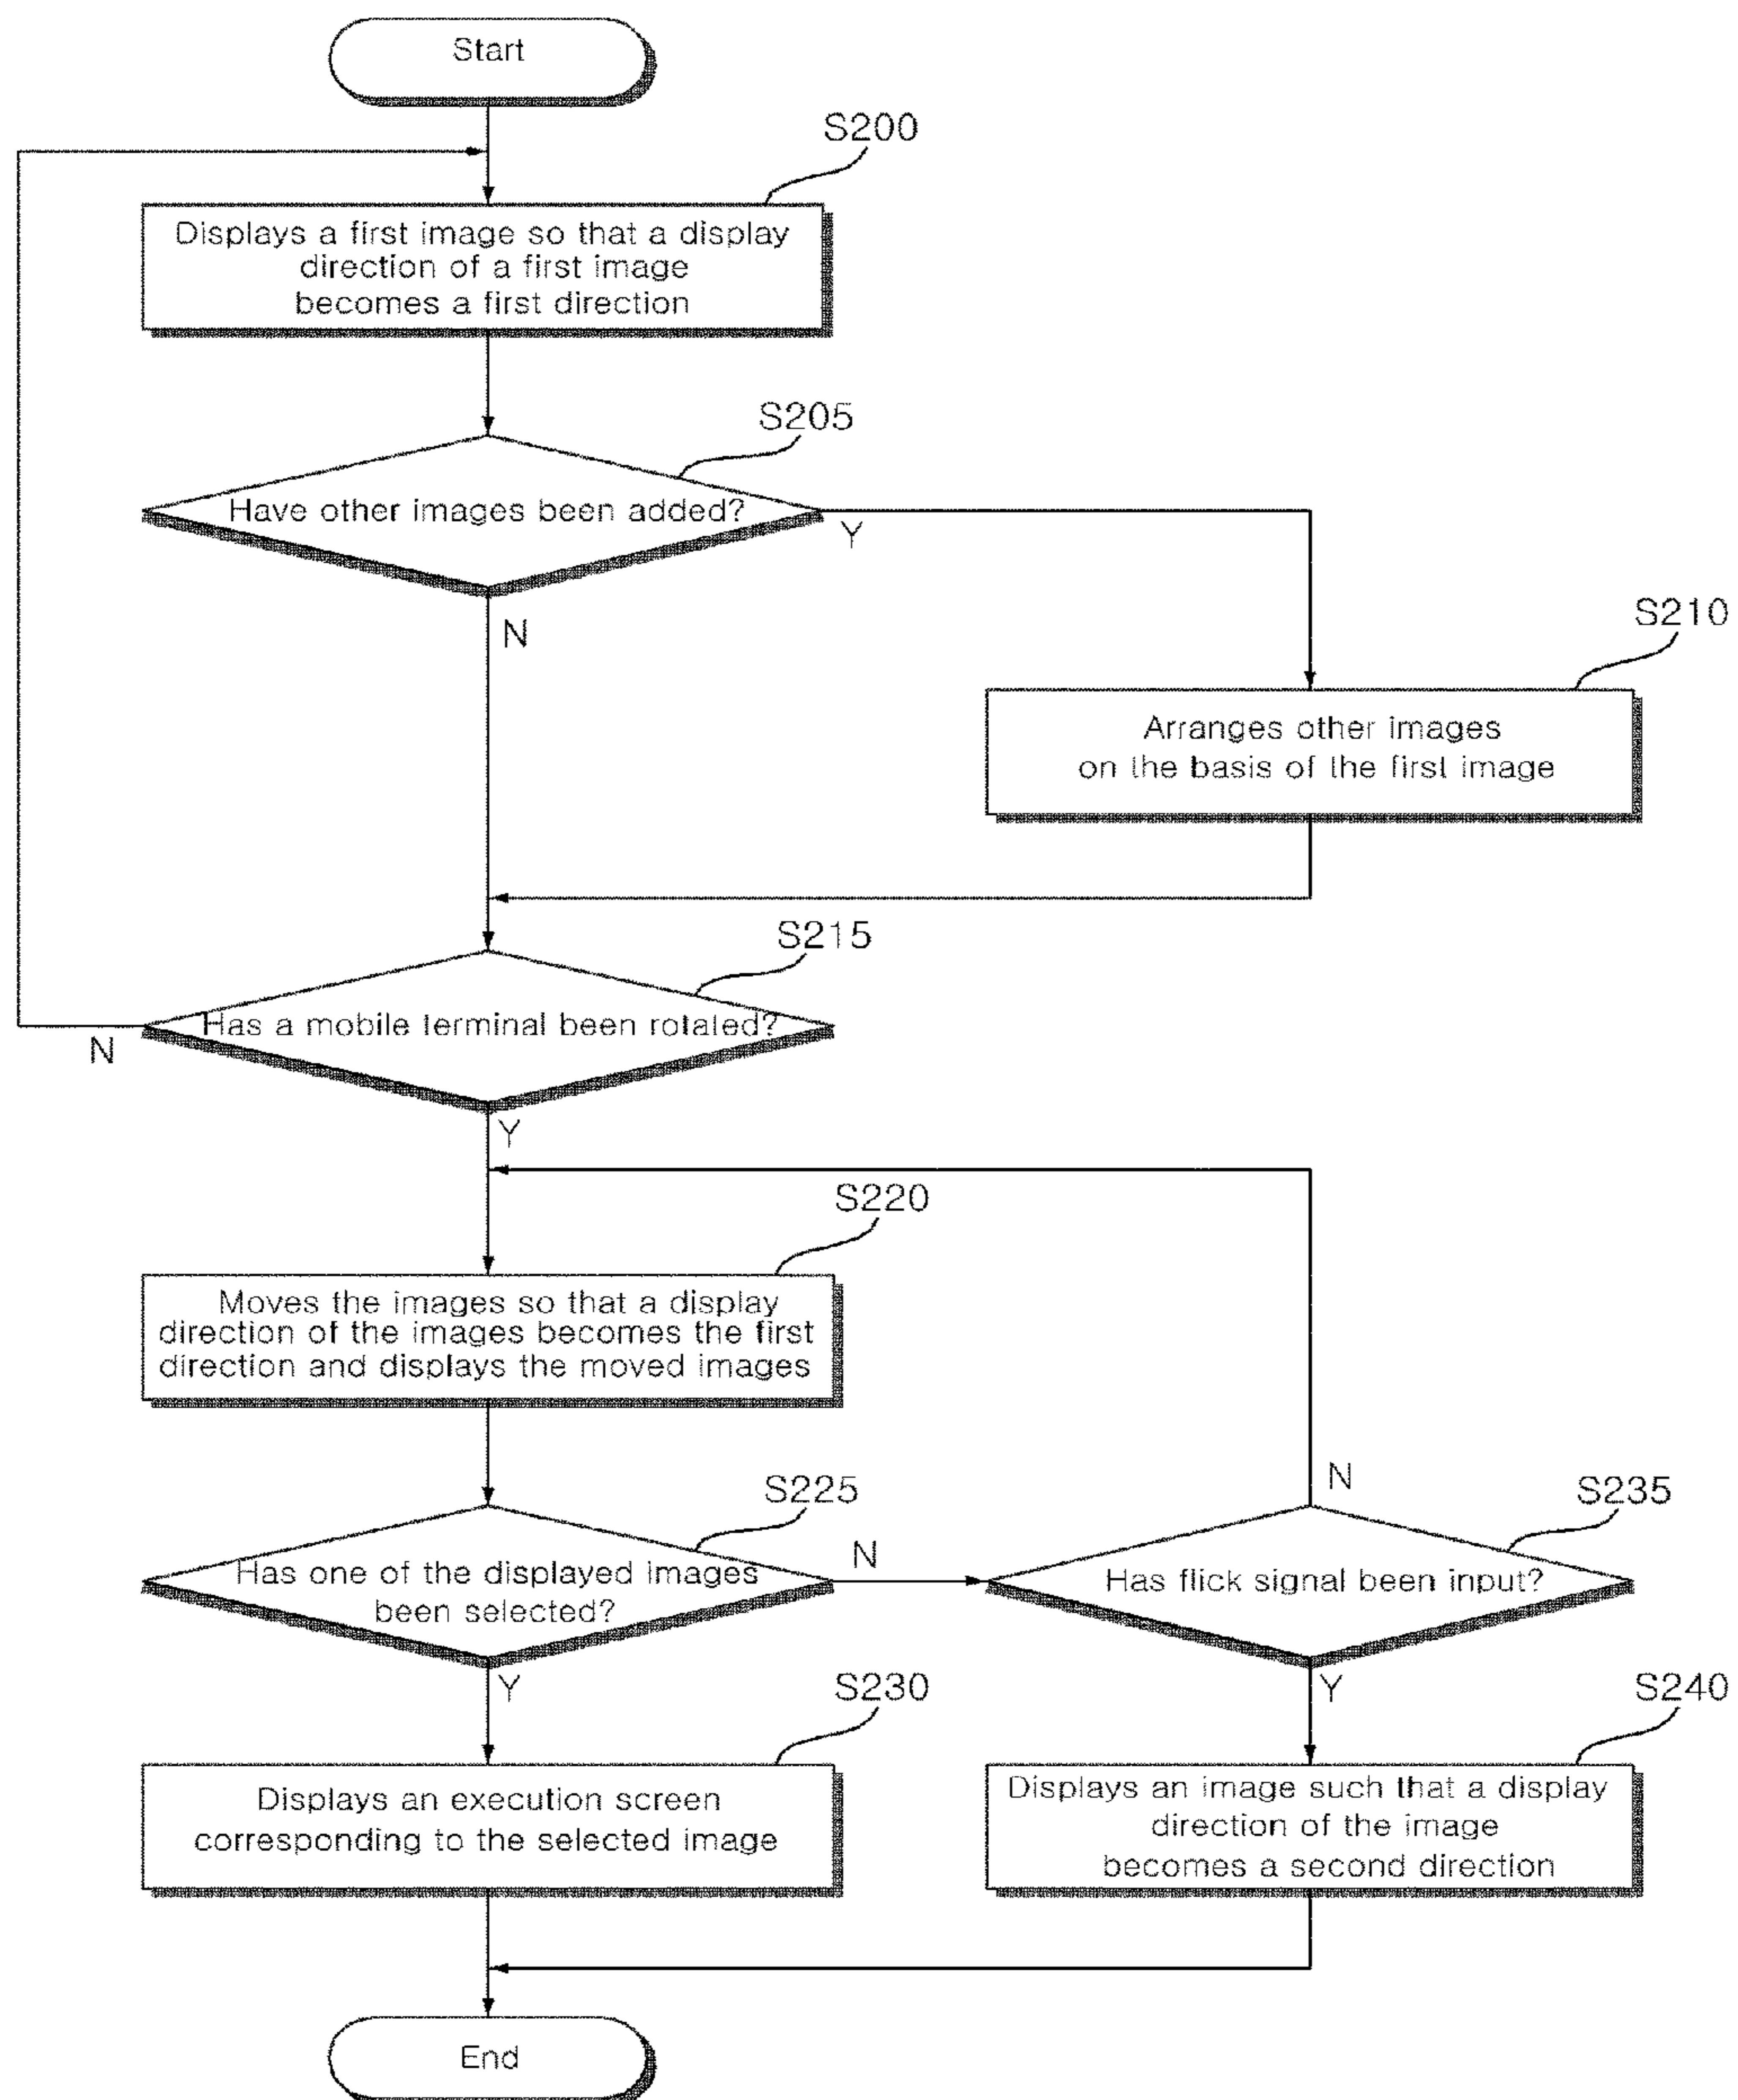 Start
S200
Displays a first image so that a display
direction of a first image
becomes a first direction
S205
Have other images been added?
Y
N
S210
Arranges other images
on the basis of the first image
S215
Has a mobile terminal been rotated?
N
Y
S220
Moves the images so that a display
direction of the images becomes the first
direction and displays the moved images
S225
Has one of the displayed images
been selected?
N
Y
S235
Has flick signal been input?
N
Y
S230
Displays an execution screen
corresponding to the selected image
S240
Displays an image such that a display
direction of the image
becomes a second direction
End